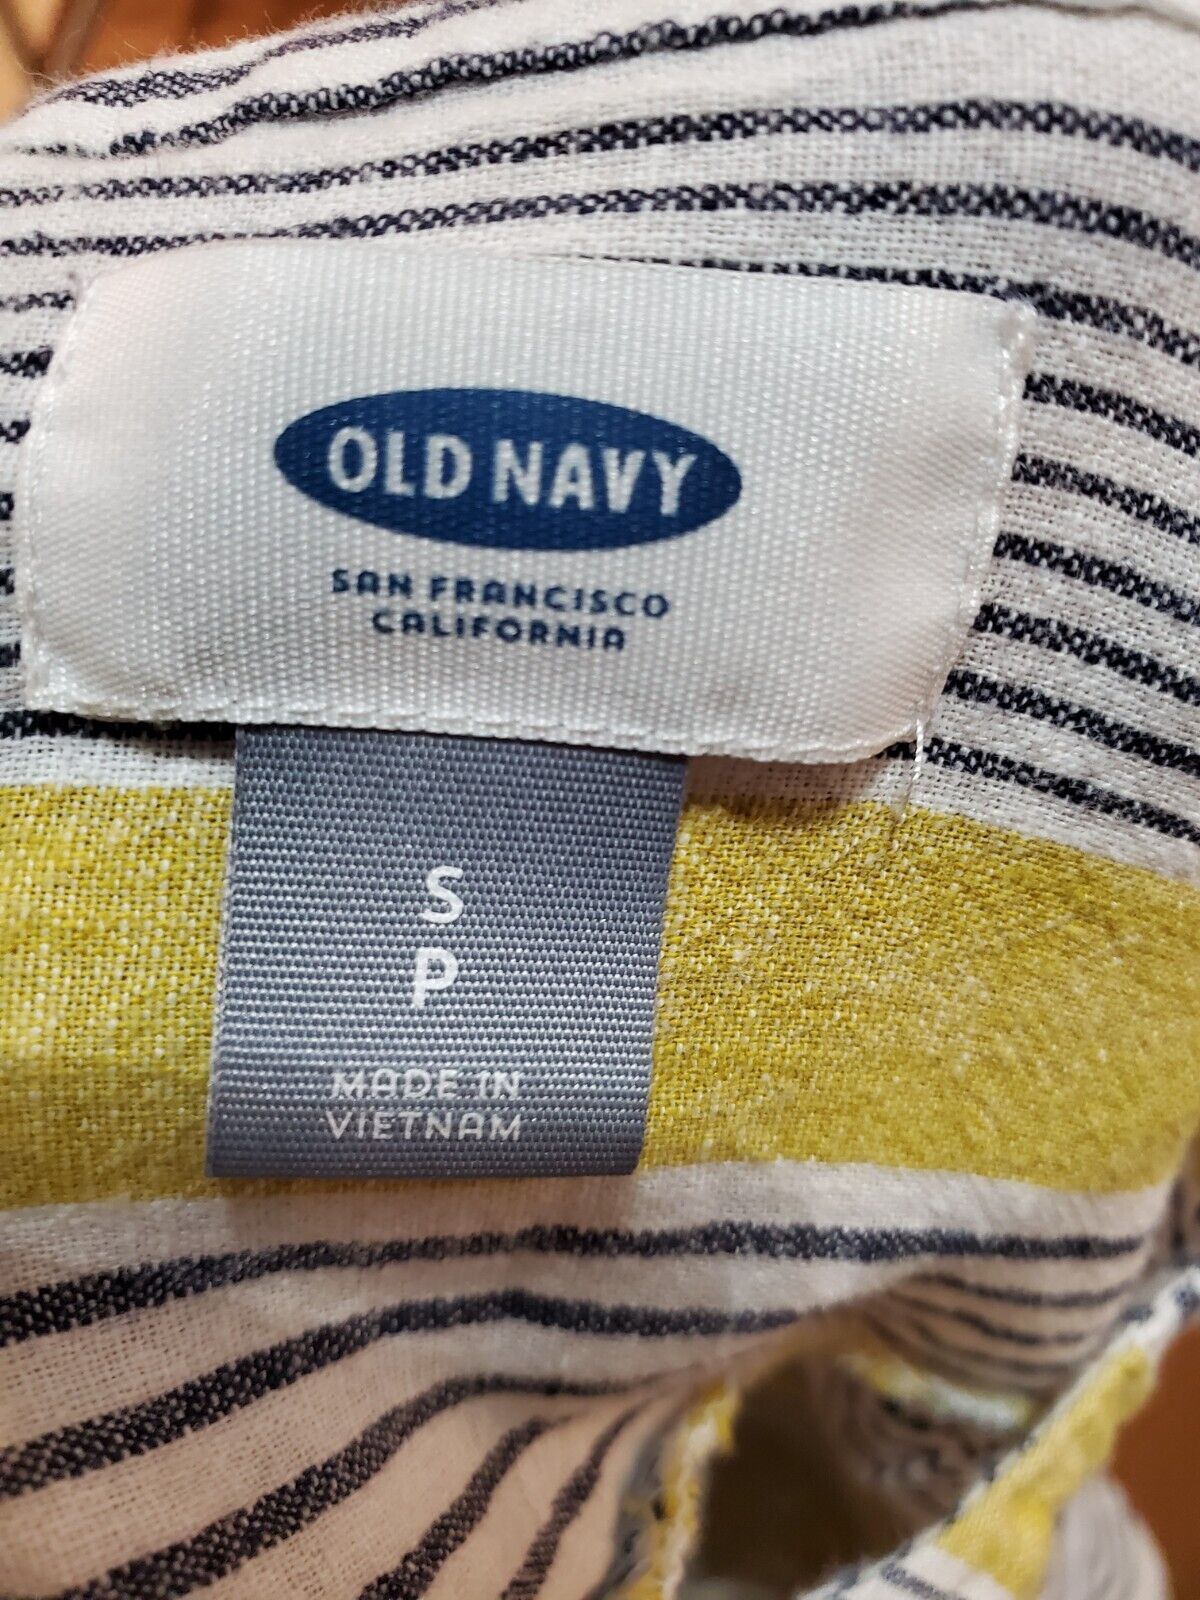 OLD NAVY
SAN FRANCISCO
CALIFORNIA
S
P
MADE IN
VIETNAM